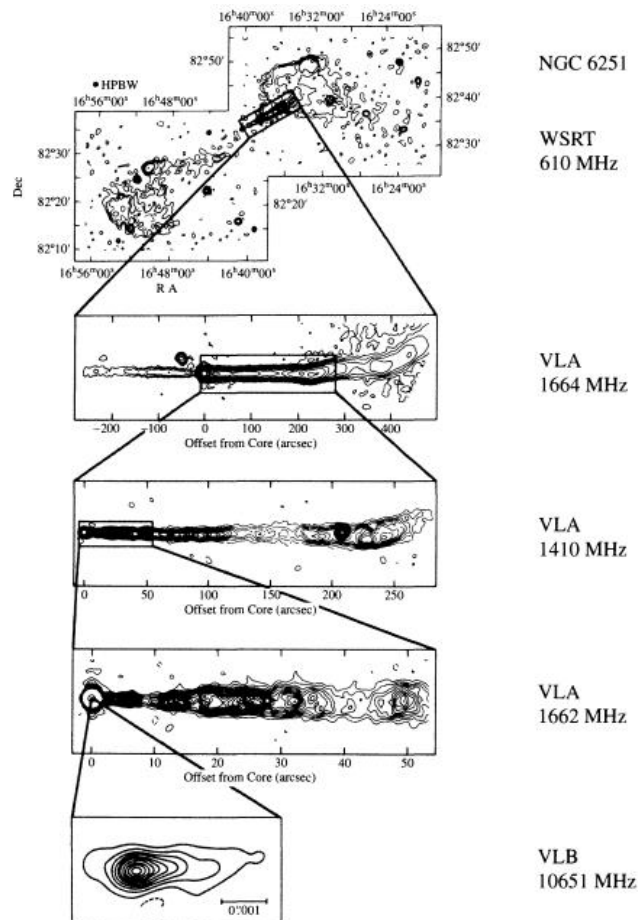 16ʰ40ᵐ00ˢ 16ʰ32ᵐ00ˢ 16ʰ24ᵐ00ˢ
82°50′
82°50′
NGC 6251
●HPBW
16ʰ56ᵐ00ˢ 16ʰ48ᵐ00ˢ
82°40′
82°30′
WSRT
610 MHz
82°30′
82°20′
82°10′
Dec
16ʰ32ᵐ00ˢ 16ʰ24ᵐ00ˢ
82°20′
16ʰ56ᵐ00ˢ 16ʰ48ᵐ00ˢ 16ʰ40ᵐ00ˢ
R A
VLA
1664 MHz
−200 −100 0 100 200 300 400
Offset from Core (arcsec)
VLA
1410 MHz
0 50 100 150 200 250
Offset from Core (arcsec)
VLA
1662 MHz
0 10 20 30 40 50
Offset from Core (arcsec)
VLB
10651 MHz
0″.001